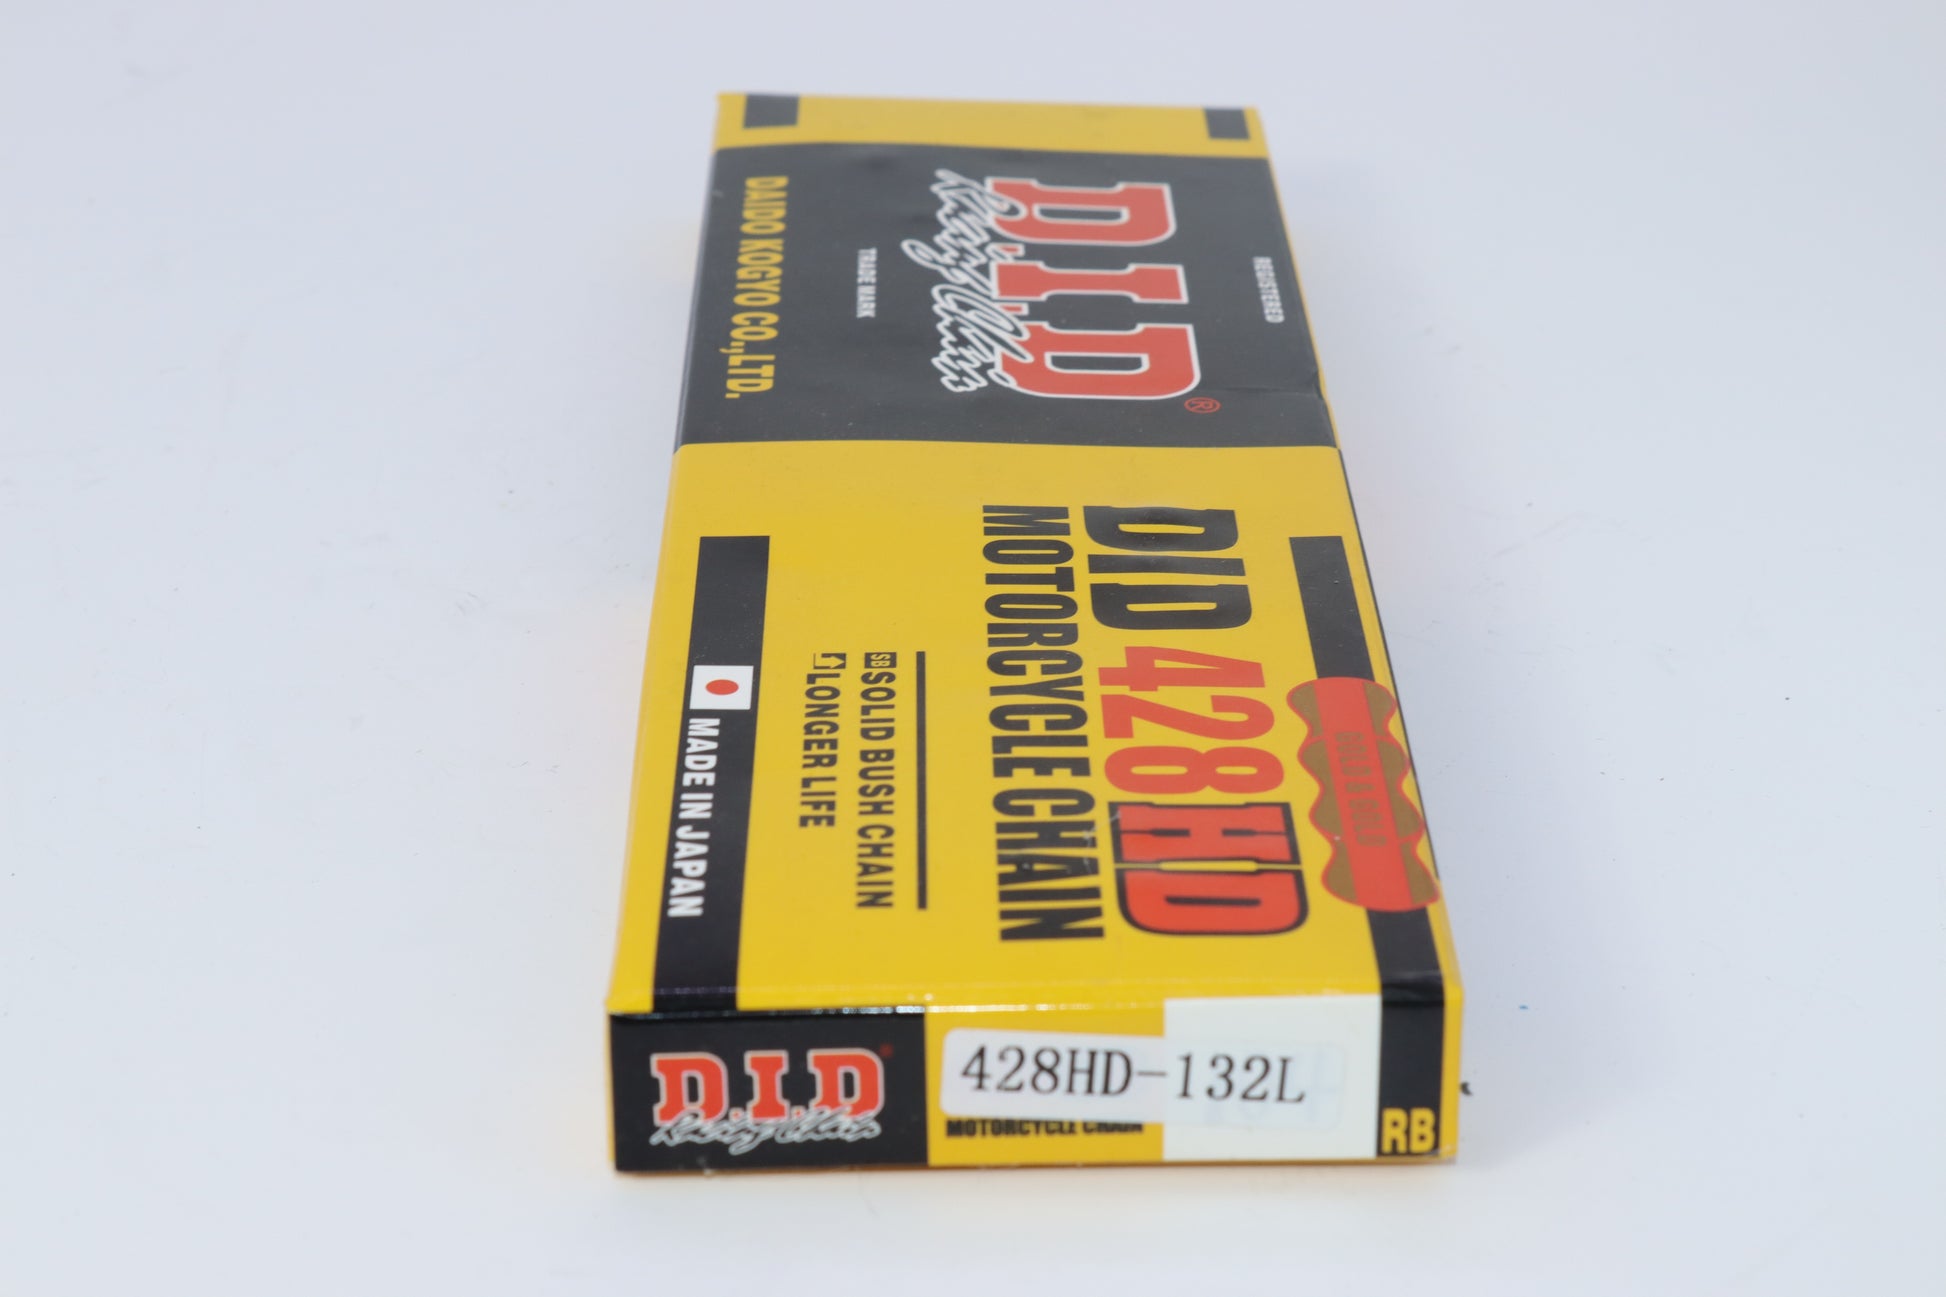 REGISTERED
D.I.D®
Racing Chain
TRADE MARK
DAIDO KOGYO CO.,LTD.
GOLD & GOLD
DID 428HD
MOTORCYCLE CHAIN
SB SOLID BUSH CHAIN
LONGER LIFE
MADE IN JAPAN
D.I.D®
Racing Chain
428HD-132L
MOTORCYCLE CHAIN
RB